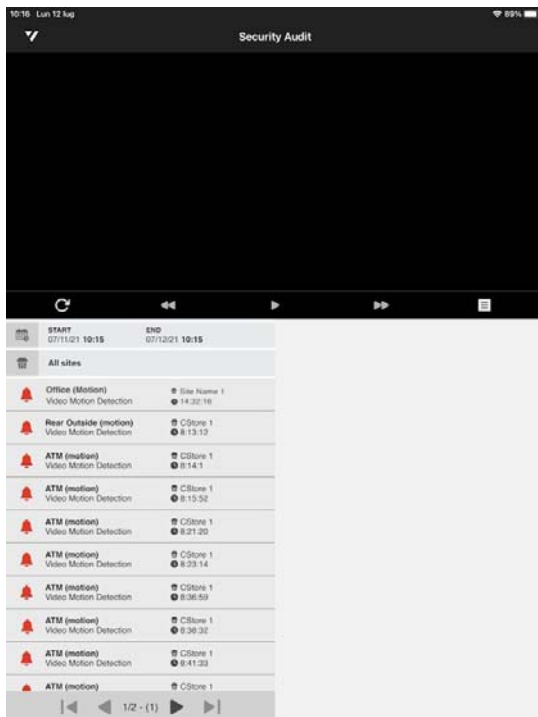 10:16 Lun 12 lug 89%
Security Audit
START END
07/11/21 10:15 07/12/21 10:15
All sites
Office (Motion) Site Name 1
Video Motion Detection 14:32:16
Rear Outside (motion) CStore 1
Video Motion Detection 8:13:12
ATM (motion) CStore 1
Video Motion Detection 8:14:1
ATM (motion) CStore 1
Video Motion Detection 8:15:52
ATM (motion) CStore 1
Video Motion Detection 8:21:20
ATM (motion) CStore 1
Video Motion Detection 8:23:14
ATM (motion) CStore 1
Video Motion Detection 8:36:59
ATM (motion) CStore 1
Video Motion Detection 8:38:32
ATM (motion) CStore 1
Video Motion Detection 8:41:33
ATM (motion) CStore 1
1/2 - (1)